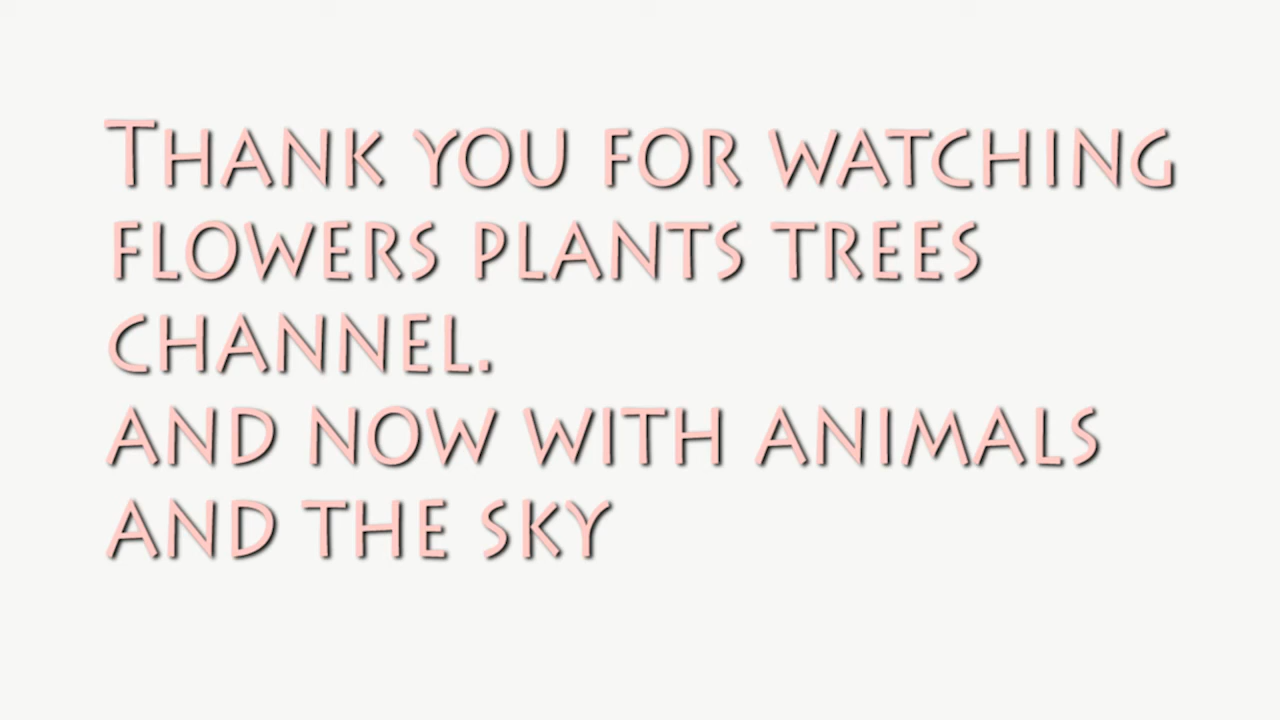 Thank you for watching
flowers plants trees
channel.
and now with animals
and the sky